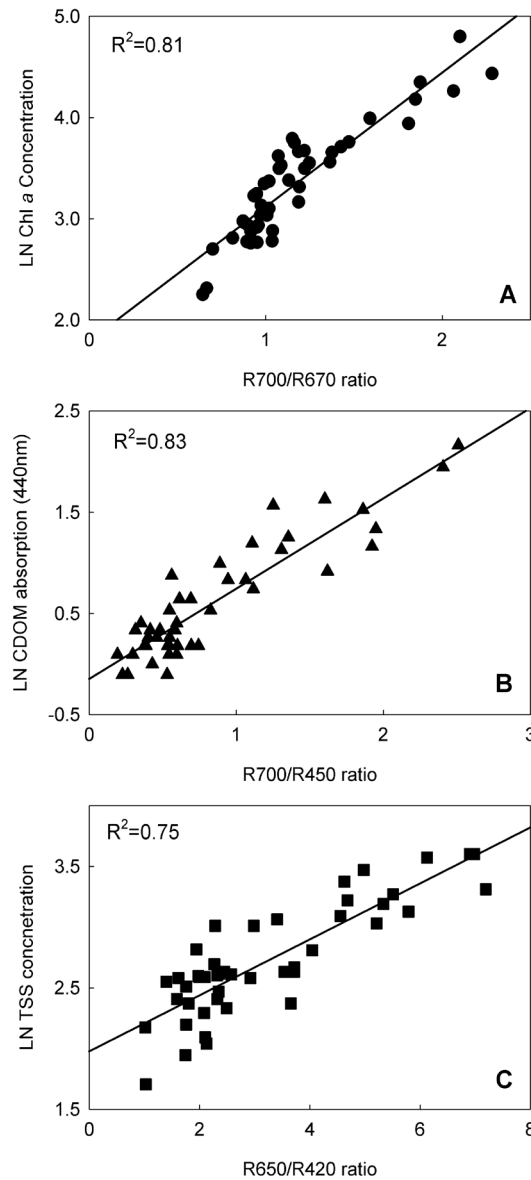 5.0
R²=0.81
4.0
LN Chl a Concentration
3.0
A
2.0
0 1 2
R700/R670 ratio
2.5
R²=0.83
1.5
LN CDOM absorption (440nm)
0.5
B
-0.5
0 1 2 3
R700/R450 ratio
R²=0.75
3.5
LN TSS concnetration
2.5
C
1.5
0 2 4 6 8
R650/R420 ratio